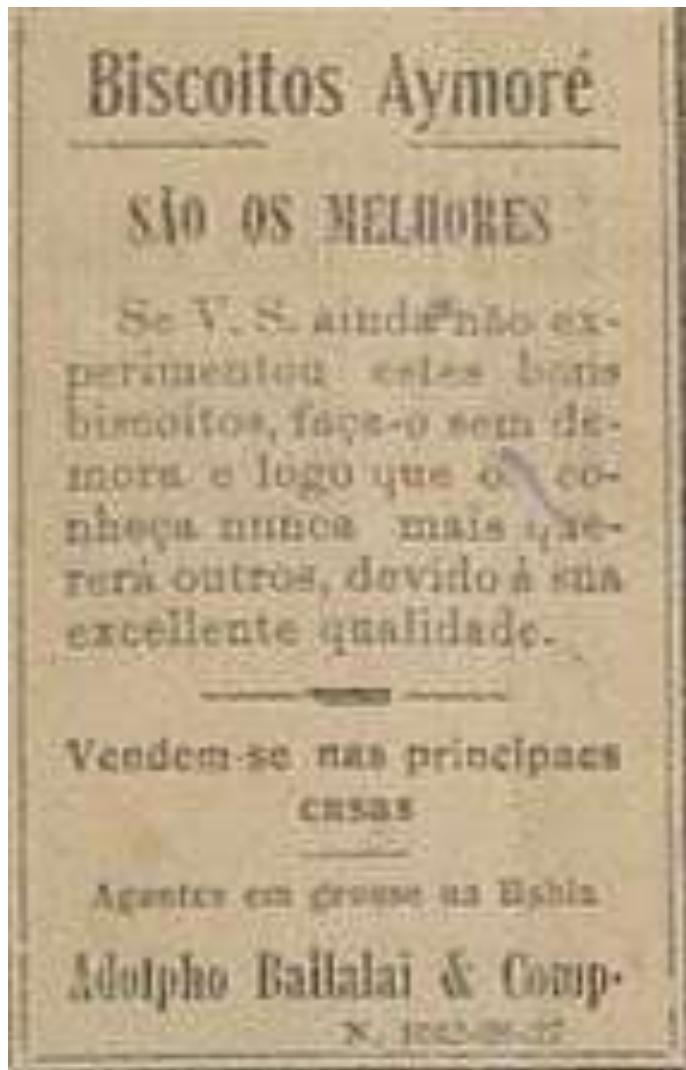 Biscoitos Aymoré
SÃO OS MELHORES
Se V. S. ainda não ex-
perimentou estes bons
biscoitos, faça-o sem de-
mora e logo que os co-
nheça nunca mais que-
rerá outros, devido á sua
excellente qualidade.
Vendem-se nas principaes
casas
Agentes em grosso na Bahia
Adolpho Ballalai & Comp.
N.